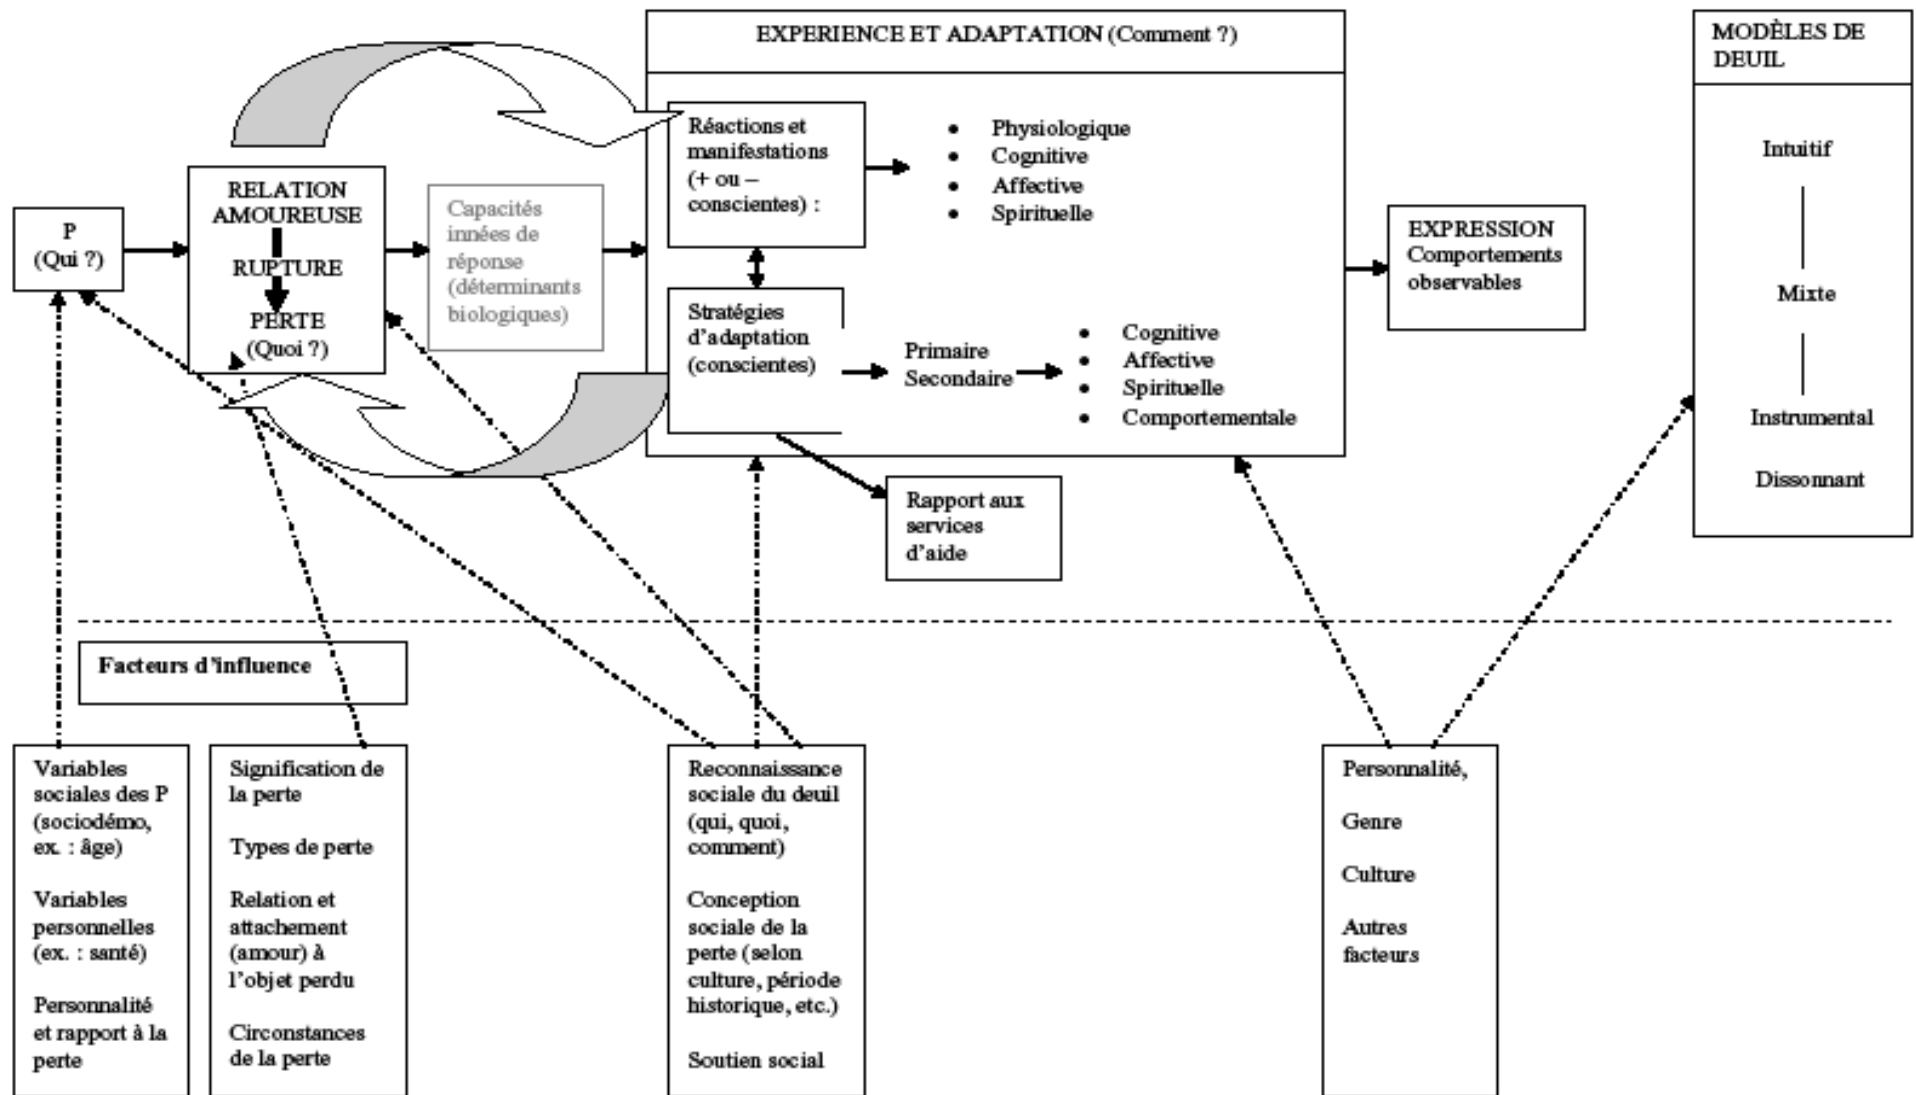 EXPERIENCE ET ADAPTATION (Comment ?)
MODÈLES DE
DEUIL
P
(Qui ?)
RELATION
AMOUREUSE
RUPTURE
PERTE
(Quoi ?)
Capacités
innées de
réponse
(déterminants
biologiques)
Réactions et
manifestations
(+ ou –
conscientes) :
• Physiologique
• Cognitive
• Affective
• Spirituelle
Stratégies
d’adaptation
(conscientes)
Primaire
Secondaire
• Cognitive
• Affective
• Spirituelle
• Comportementale
Rapport aux
services
d’aide
EXPRESSION
Comportements
observables
Intuitif
Mixte
Instrumental
Dissonnant
Facteurs d’influence
Variables
sociales des P
(sociodémo,
ex. : âge)
Variables
personnelles
(ex. : santé)
Personnalité
et rapport à la
perte
Signification de
la perte
Types de perte
Relation et
attachement
(amour) à
l’objet perdu
Circonstances
de la perte
Reconnaissance
sociale du deuil
(qui, quoi,
comment)
Conception
sociale de la
perte (selon
culture, période
historique, etc.)
Soutien social
Personnalité,
Genre
Culture
Autres
facteurs